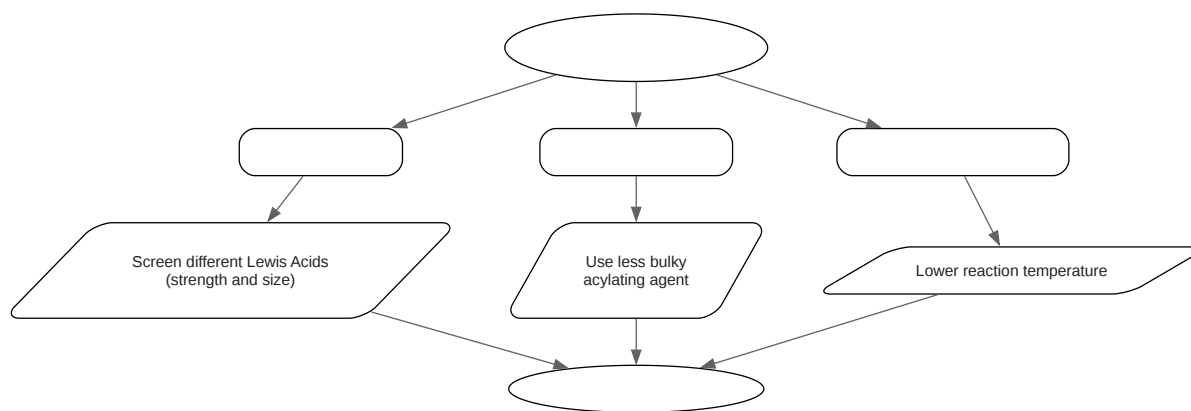 Screen different Lewis Acids
(strength and size)
Use less bulky
acylating agent
Lower reaction temperature